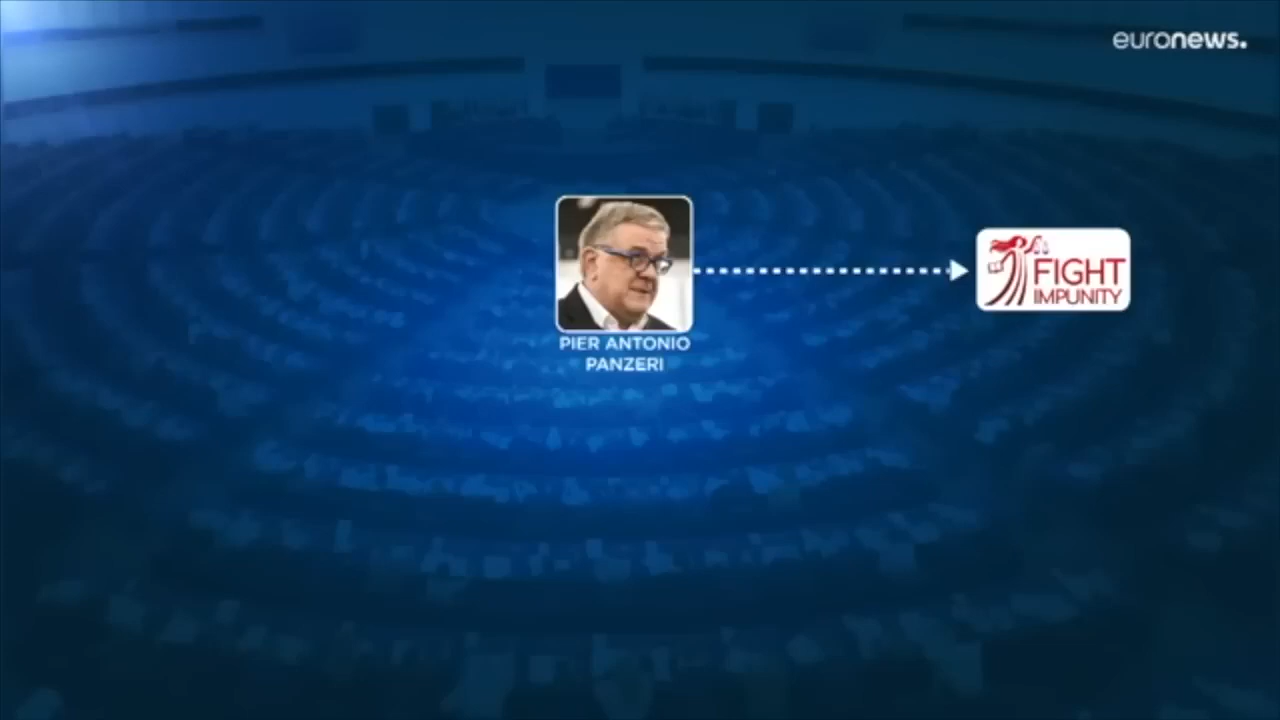 euronews.
PIER ANTONIO
PANZERI
FIGHT
IMPUNITY